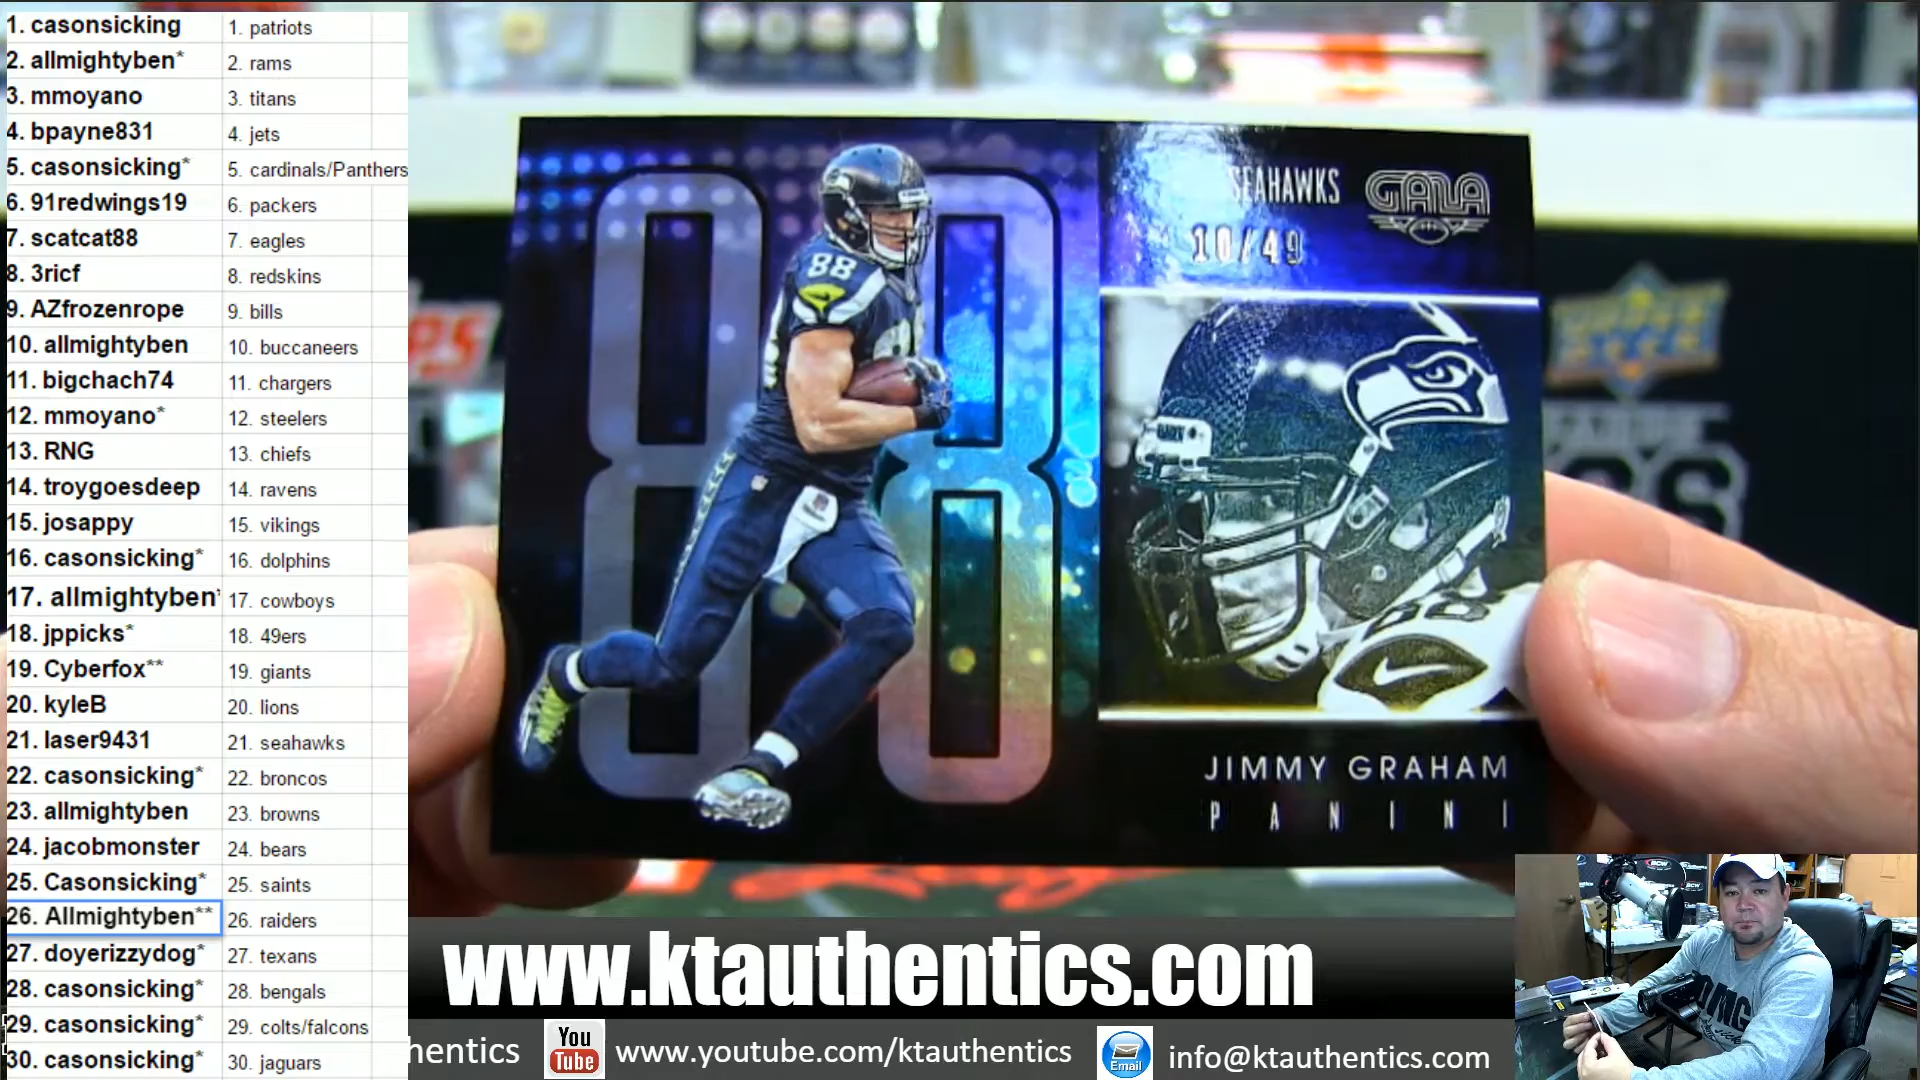 1. casonsicking 1. patriots
2. allmightyben* 2. rams
3. mmoyano 3. titans
4. bpayne831 4. jets
5. casonsicking* 5. cardinals/Panthers
6. 91redwings19 6. packers
7. scatcat88 7. eagles
8. 3ricf 8. redskins
9. AZfrozenrope 9. bills
10. allmightyben 10. buccaneers
11. bigchach74 11. chargers
12. mmoyano* 12. steelers
13. RNG 13. chiefs
14. troygoesdeep 14. ravens
15. josappy 15. vikings
16. casonsicking* 16. dolphins
17. allmightyben* 17. cowboys
18. jppicks* 18. 49ers
19. Cyberfox** 19. giants
20. kyleB 20. lions
21. laser9431 21. seahawks
22. casonsicking* 22. broncos
23. allmightyben 23. browns
24. jacobmonster 24. bears
25. Casonsicking* 25. saints
26. Allmightyben** 26. raiders
27. doyerizzydog* 27. texans
28. casonsicking* 28. bengals
29. casonsicking* 29. colts/falcons
30. casonsicking* 30. jaguars
SEAHAWKS GALA
10/49
88
88
JIMMY GRAHAM
PANINI
www.ktauthentics.com
hentics You Tube www.youtube.com/ktauthentics Email info@ktauthentics.com